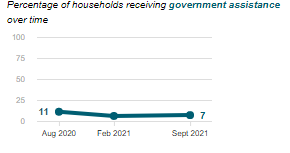 Percentage of households receiving government assistance
over time
100
75
50
25
0
11
7
Aug 2020 Feb 2021 Sept 2021